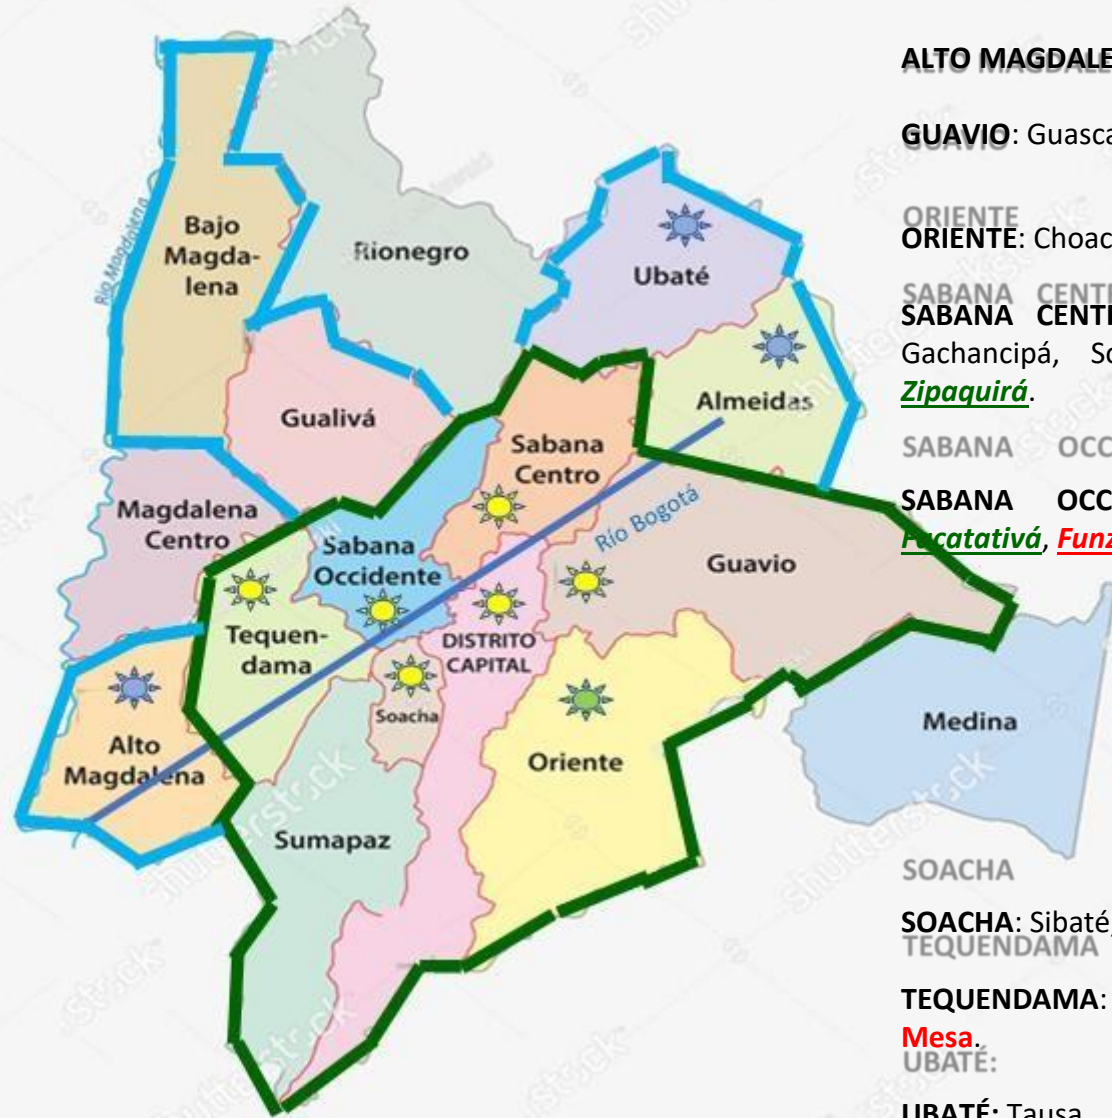 Bajo
Magda-
lena
Río Magdalena
Rionegro
Ubaté
Almeidas
Gualivá
Sabana
Centro
Magdalena
Centro
Sabana
Occidente
Río Bogotá
Guavio
Tequen-
dama
DISTRITO
CAPITAL
Soacha
Alto
Magdalena
Oriente
Medina
Sumapaz
shutterstock
ALTO MAGDALE
GUAVIO: Guasca
ORIENTE
ORIENTE: Choac
SABANA CENT
SABANA CENT
Gachancipá, So
Zipaquirá.
SABANA OCC
SABANA OCC
Facatativá, Funz
SOACHA
SOACHA: Sibaté,
TEQUENDAMA
TEQUENDAMA:
Mesa.
UBATÉ:
UBATÉ: Tausa